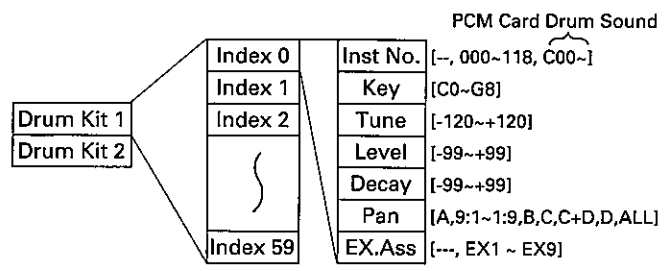 PCM Card Drum Sound
Index 0 Inst No. [--, 000~118, C00~]
Index 1 Key [C0~G8]
Drum Kit 1 Index 2 Tune [-120~+120]
Drum Kit 2 Level [-99~+99]
Decay [-99~+99]
Pan [A,9:1~1:9,B,C,C+D,D,ALL]
Index 59 EX.Ass [---, EX1 ~ EX9]